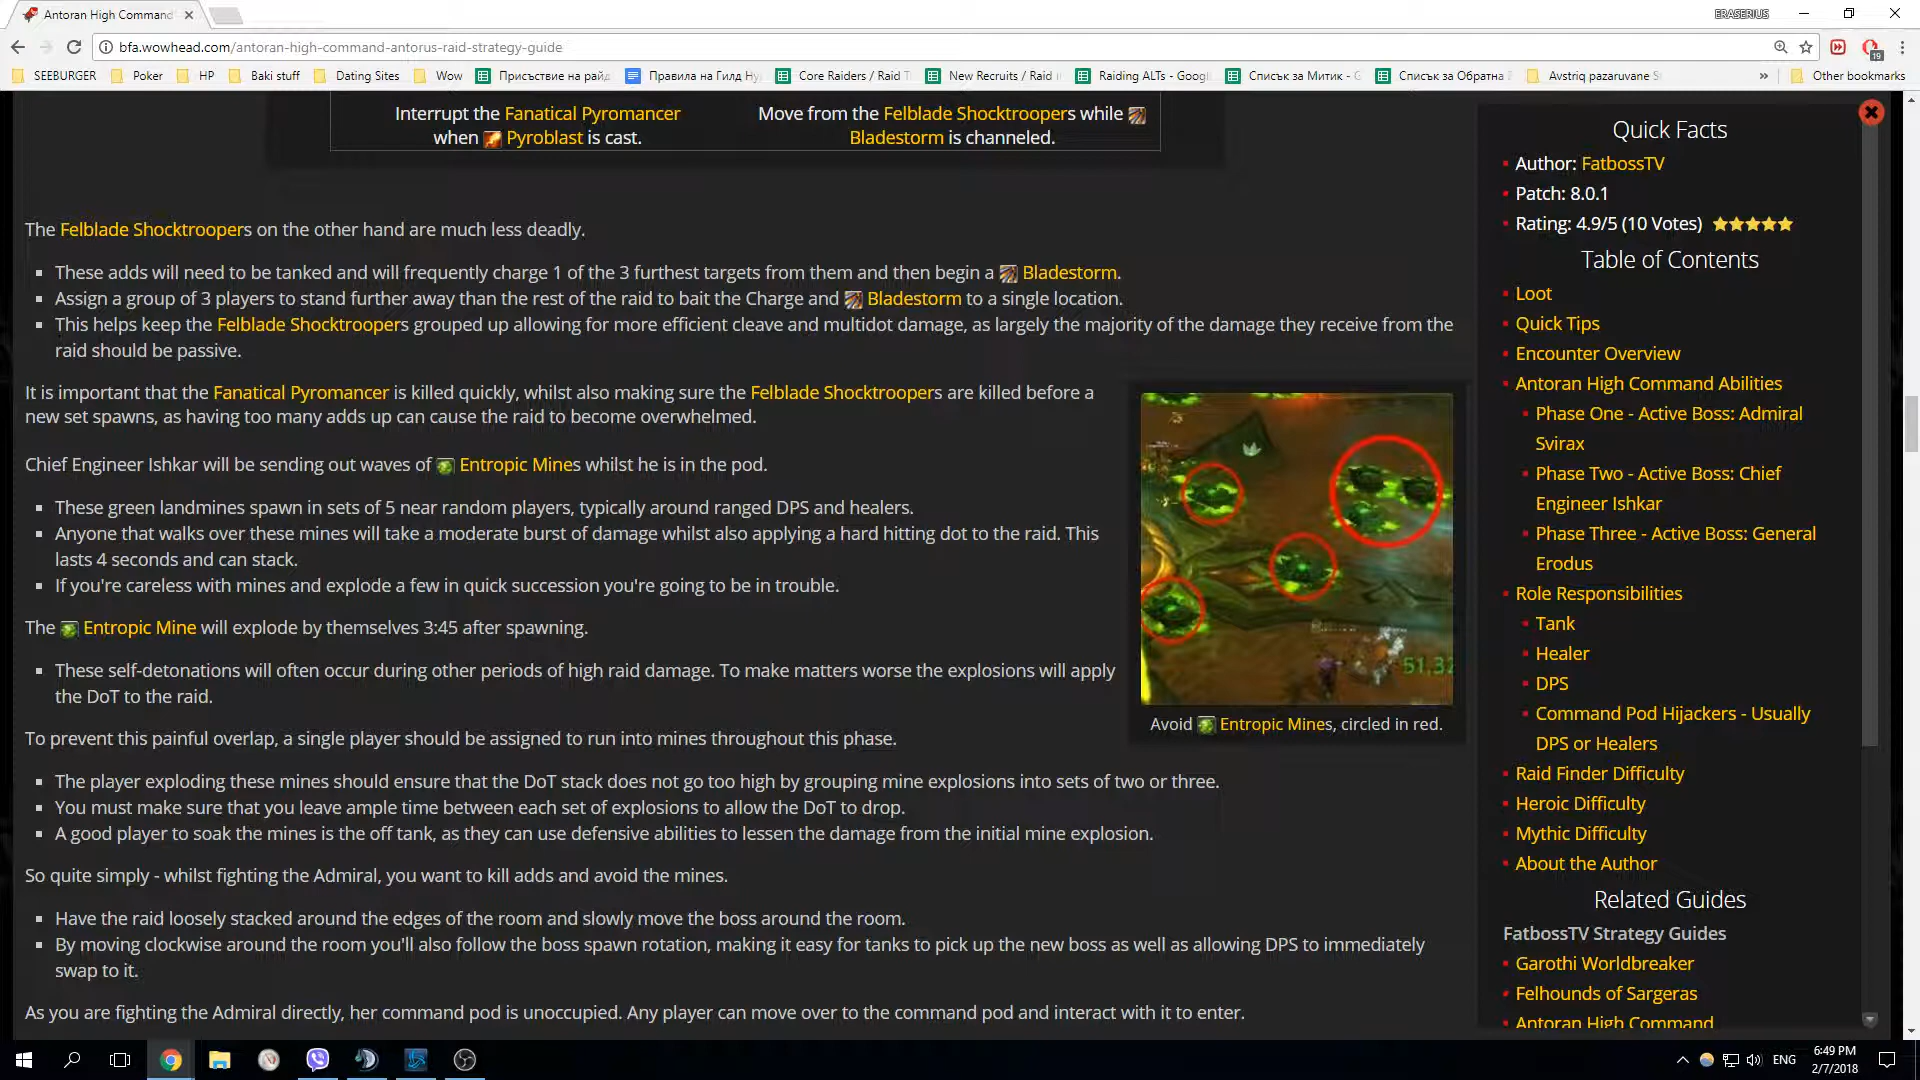 Antoran High Command
ERASERIUS
bfa.wowhead.com/antoran-high-command-antorus-raid-strategy-guide
19
SEEBURGER Poker HP Baki stuff Dating Sites Wow Присъствие на рай Правила на Гилд Core Raiders / Raid New Recruits / Raid Raiding ALTs - Googl Списък за Митик - Списък за Обратна Antvriq pazaruvane » Other bookmarks
Interrupt the Fanatical Pyromancer
when Pyroblast is cast.
Move from the Felblade Shocktroopers while
Bladestorm is channeled.
The Felblade Shocktroopers on the other hand are much less deadly.
These adds will need to be tanked and will frequently charge 1 of the 3 furthest targets from them and then begin a Bladestorm.
Assign a group of 3 players to stand further away than the rest of the raid to bait the Charge and Bladestorm to a single location.
This helps keep the Felblade Shocktroopers grouped up allowing for more efficient cleave and multidot damage, as largely the majority of the damage they receive from the
raid should be passive.
It is important that the Fanatical Pyromancer is killed quickly, whilst also making sure the Felblade Shocktroopers are killed before a
new set spawns, as having too many adds up can cause the raid to become overwhelmed.
Chief Engineer Ishkar will be sending out waves of Entropic Mines whilst he is in the pod.
These green landmines spawn in sets of 5 near random players, typically around ranged DPS and healers.
Anyone that walks over these mines will take a moderate burst of damage whilst also applying a hard hitting dot to the raid. This
lasts 4 seconds and can stack.
If you're careless with mines and explode a few in quick succession you're going to be in trouble.
The Entropic Mine will explode by themselves 3:45 after spawning.
These self-detonations will often occur during other periods of high raid damage. To make matters worse the explosions will apply
the DoT to the raid.
51,32
Avoid Entropic Mines, circled in red.
To prevent this painful overlap, a single player should be assigned to run into mines throughout this phase.
The player exploding these mines should ensure that the DoT stack does not go too high by grouping mine explosions into sets of two or three.
You must make sure that you leave ample time between each set of explosions to allow the DoT to drop.
A good player to soak the mines is the off tank, as they can use defensive abilities to lessen the damage from the initial mine explosion.
So quite simply - whilst fighting the Admiral, you want to kill adds and avoid the mines.
Have the raid loosely stacked around the edges of the room and slowly move the boss around the room.
By moving clockwise around the room you'll also follow the boss spawn rotation, making it easy for tanks to pick up the new boss as well as allowing DPS to immediately
swap to it.
As you are fighting the Admiral directly, her command pod is unoccupied. Any player can move over to the command pod and interact with it to enter.
Quick Facts
Author: FatbossTV
Patch: 8.0.1
Rating: 4.9/5 (10 Votes)
Table of Contents
Loot
Quick Tips
Encounter Overview
Antoran High Command Abilities
Phase One - Active Boss: Admiral
Svirax
Phase Two - Active Boss: Chief
Engineer Ishkar
Phase Three - Active Boss: General
Erodus
Role Responsibilities
Tank
Healer
DPS
Command Pod Hijackers - Usually
DPS or Healers
Raid Finder Difficulty
Heroic Difficulty
Mythic Difficulty
About the Author
Related Guides
FatbossTV Strategy Guides
Garothi Worldbreaker
Felhounds of Sargeras
Antoran High Command
ENG
6:49 PM
2/7/2018